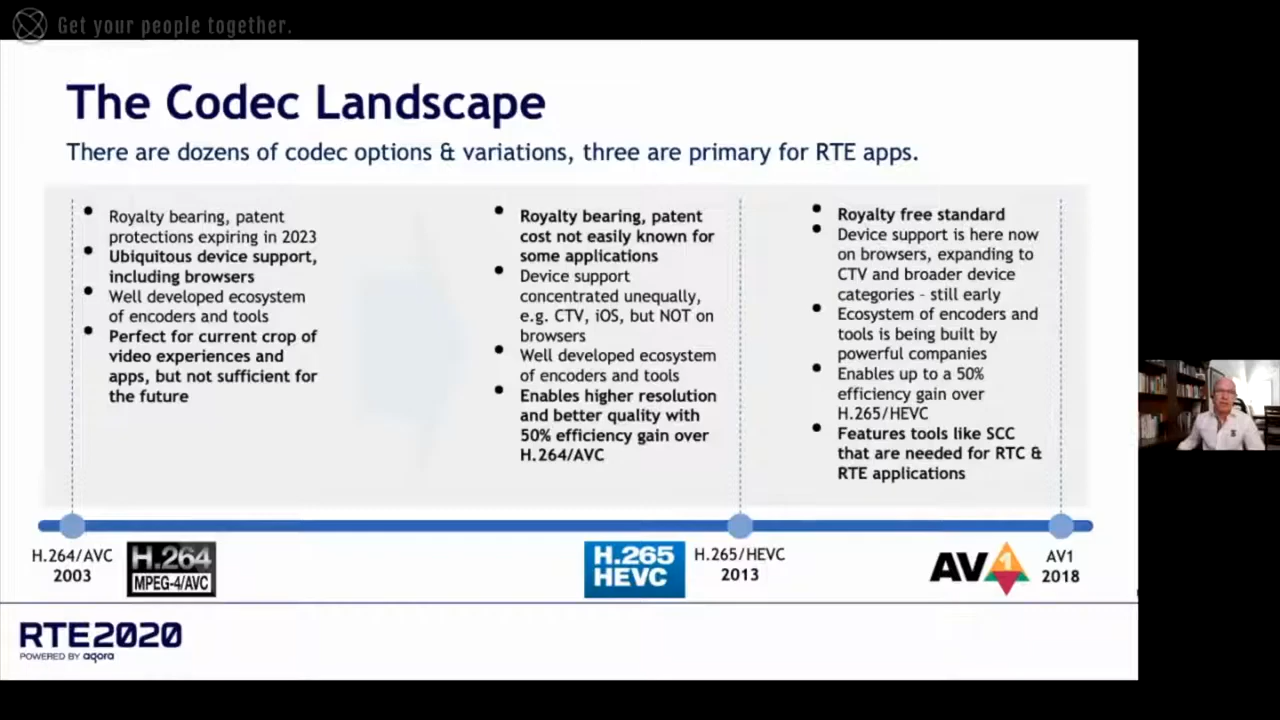 Get your people together.
The Codec Landscape
There are dozens of codec options & variations, three are primary for RTE apps.
Royalty bearing, patent
protections expiring in 2023
Ubiquitous device support,
including browsers
Well developed ecosystem
of encoders and tools
Perfect for current crop of
video experiences and
apps, but not sufficient for
the future
Royalty bearing, patent
cost not easily known for
some applications
Device support
concentrated unequally,
e.g. CTV, iOS, but NOT on
browsers
Well developed ecosystem
of encoders and tools
Enables higher resolution
and better quality with
50% efficiency gain over
H.264/AVC
Royalty free standard
Device support is here now
on browsers, expanding to
CTV and broader device
categories – still early
Ecosystem of encoders and
tools is being built by
powerful companies
Enables up to a 50%
efficiency gain over
H.265/HEVC
Features tools like SCC
that are needed for RTC &
RTE applications
H.264/AVC
2003
H.264
MPEG-4/AVC
H.265
HEVC
H.265/HEVC
2013
AV1
AV1
2018
RTE2020
POWERED BY agora